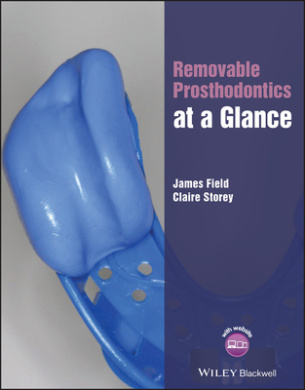 Removable
Prosthodontics
at a Glance
James Field
Claire Storey
with website
WILEY Blackwell